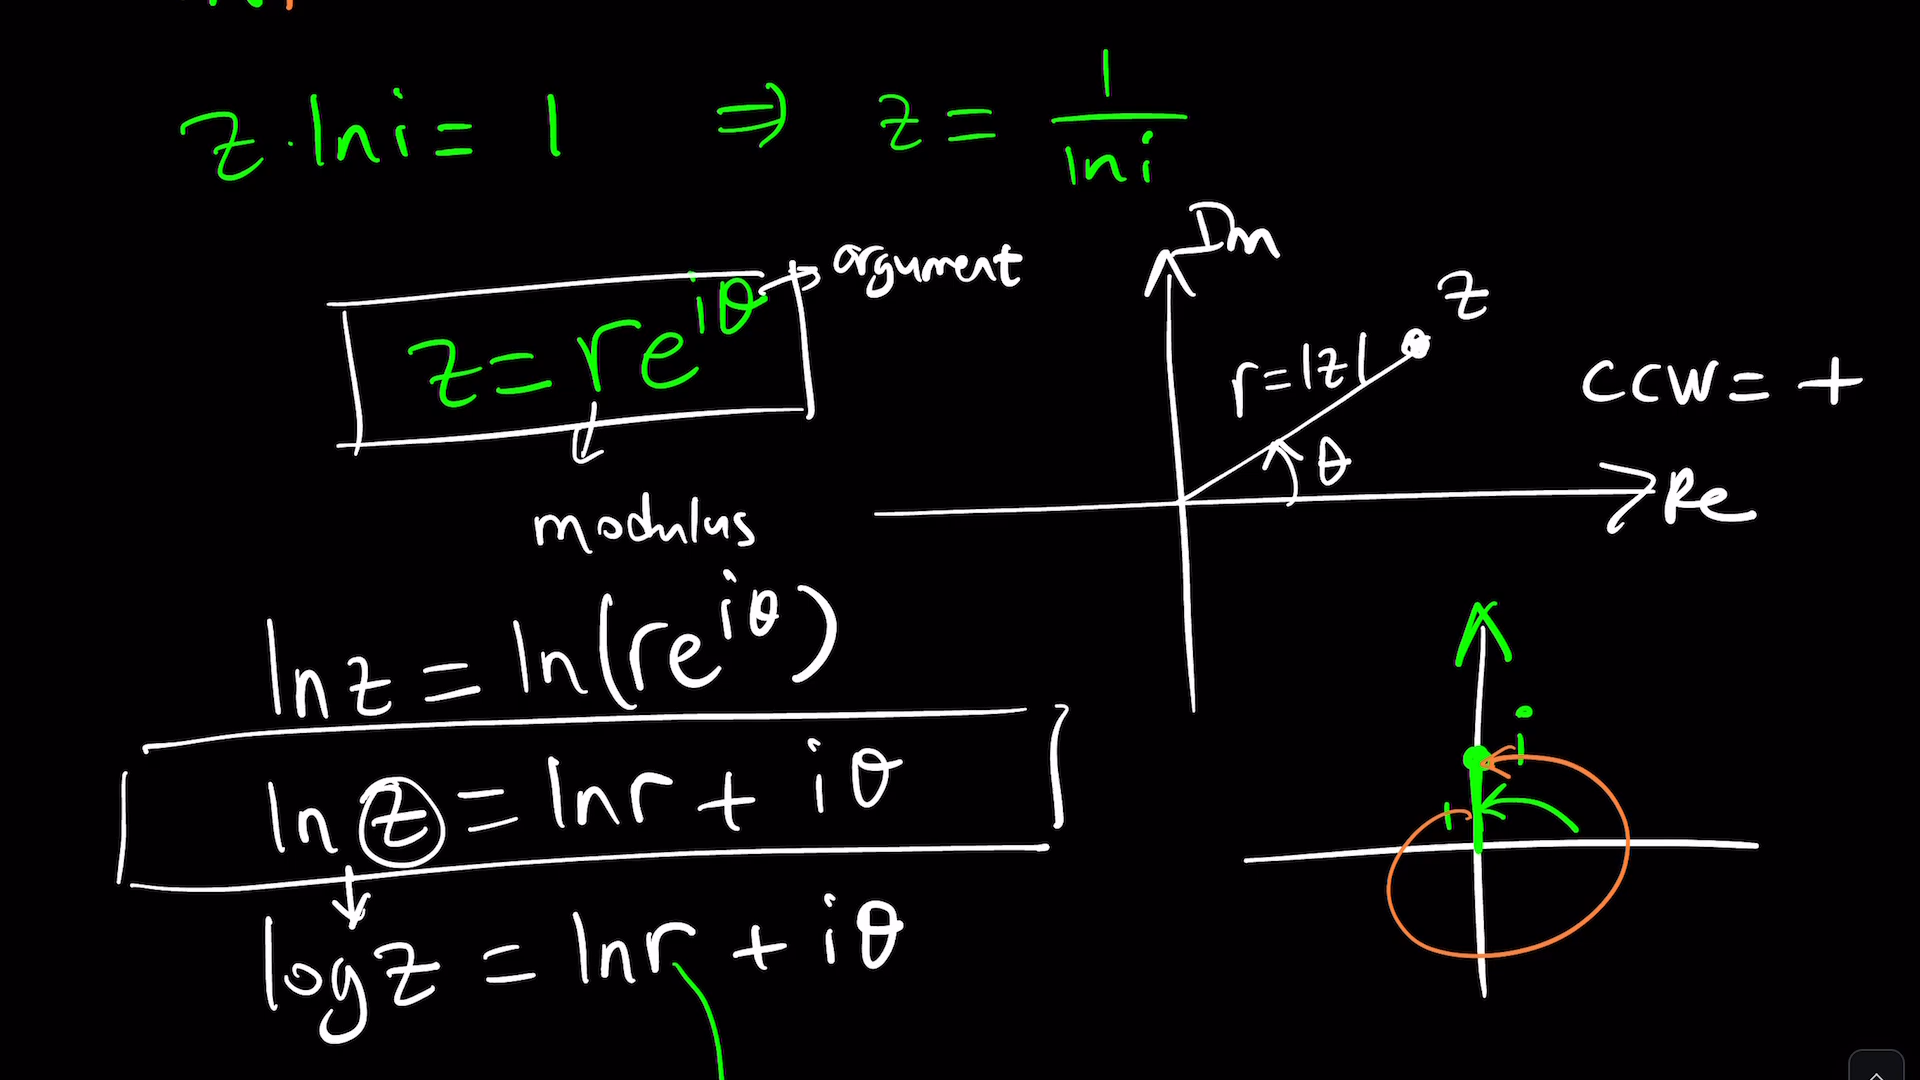 z · ln i = 1 ⇒ z = 1/ln i
Im
argument
z = re^{iθ}
z
r = |z|
θ
CCW = +
Re
modulus
ln z = ln(re^{iθ})
ln z = ln r + iθ
log z = ln r + iθ
i
1